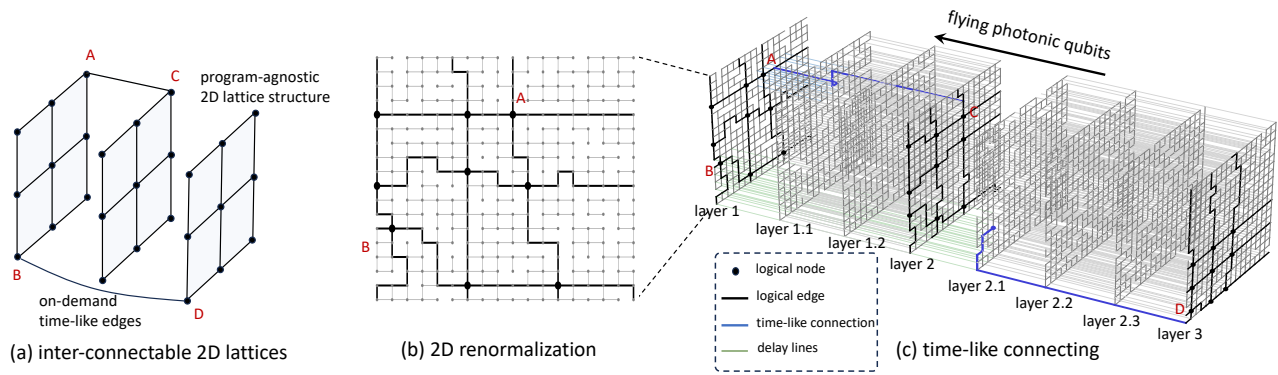 A
C
program-agnostic
2D lattice structure
B
on-demand
time-like edges
D
(a) inter-connectable 2D lattices
A
B
(b) 2D renormalization
flying photonic qubits
A
C
B
layer 1
layer 1.1
layer 1.2
layer 2
layer 2.1
layer 2.2
layer 2.3
D
layer 3
logical node
logical edge
time-like connection
delay lines
(c) time-like connecting